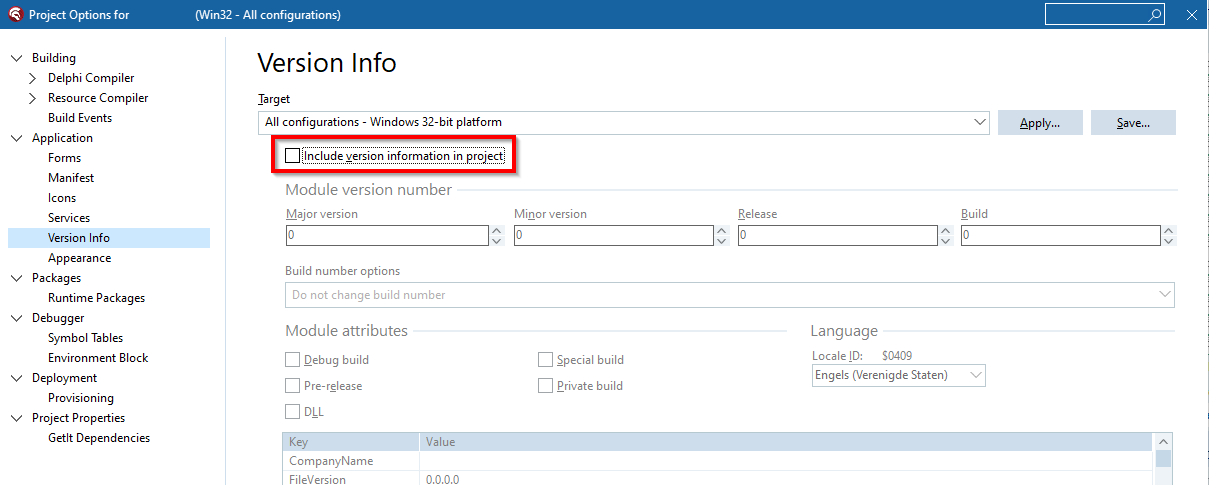 Project Options for (Win32 - All configurations)
Building
Delphi Compiler
Resource Compiler
Build Events
Application
Forms
Manifest
Icons
Services
Version Info
Appearance
Packages
Runtime Packages
Debugger
Symbol Tables
Environment Block
Deployment
Provisioning
Project Properties
GetIt Dependencies
Version Info
Target
All configurations - Windows 32-bit platform Apply... Save...
Include version information in project
Module version number
Major version Minor version Release Build
0 0 0 0
Build number options
Do not change build number
Module attributes Language
Debug build Special build Locale ID: $0409
Pre-release Private build Engels (Verenigde Staten)
DLL
Key Value
CompanyName
FileVersion 0.0.0.0